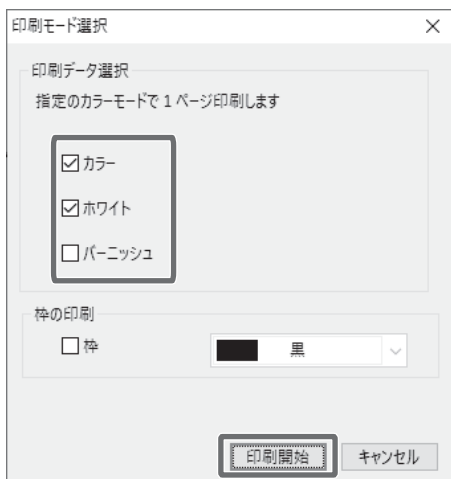 印刷モード選択
印刷データ選択
指定のカラーモードで1ページ印刷します
カラー
ホワイト
バーニッシュ
枠の印刷
枠 黒
印刷開始 キャンセル